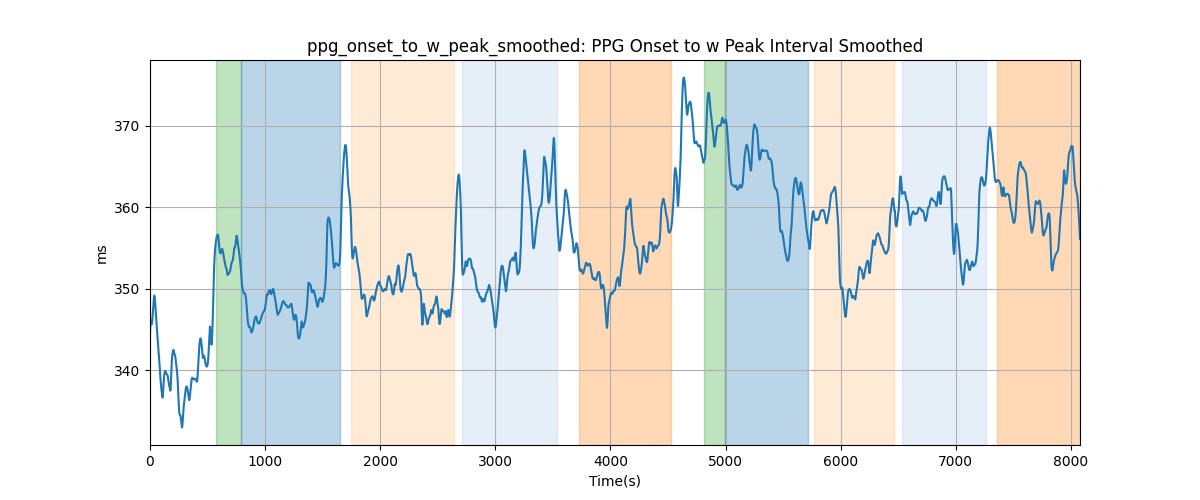 ppg_onset_to_w_peak_smoothed: PPG Onset to w Peak Interval Smoothed
370
360
350
340
ms
0 1000 2000 3000 4000 5000 6000 7000 8000
Time(s)